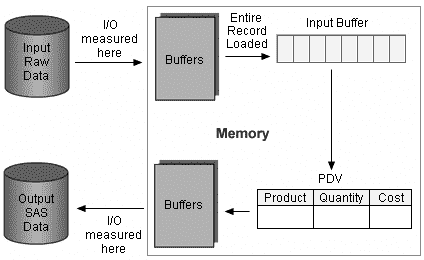 Input
Raw
Data
I/O
measured
here
Buffers
Entire
Record
Loaded
Input Buffer
Memory
PDV
Product Quantity Cost
Buffers
Output
SAS
Data
I/O
measured
here